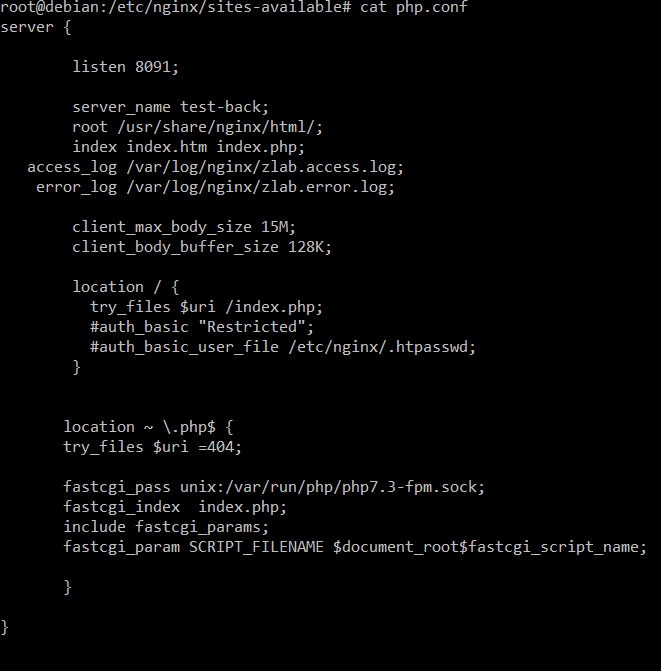 root@debian:/etc/nginx/sites-available# cat php.conf
server {
listen 8091;
server_name test-back;
root /usr/share/nginx/html/;
index index.htm index.php;
access_log /var/log/nginx/zlab.access.log;
error_log /var/log/nginx/zlab.error.log;
client_max_body_size 15M;
client_body_buffer_size 128K;
location / {
try_files $uri /index.php;
#auth_basic "Restricted";
#auth_basic_user_file /etc/nginx/.htpasswd;
}
location ~ \.php$ {
try_files $uri =404;
fastcgi_pass unix:/var/run/php/php7.3-fpm.sock;
fastcgi_index  index.php;
include fastcgi_params;
fastcgi_param SCRIPT_FILENAME $document_root$fastcgi_script_name;
}
}